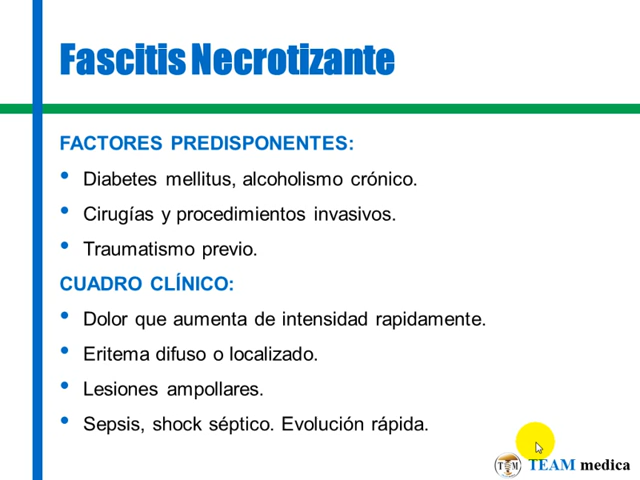 Fascitis Necrotizante
FACTORES PREDISPONENTES:
• Diabetes mellitus, alcoholismo crónico.
• Cirugías y procedimientos invasivos.
• Traumatismo previo.
CUADRO CLÍNICO:
• Dolor que aumenta de intensidad rapidamente.
• Eritema difuso o localizado.
• Lesiones ampollares.
• Sepsis, shock séptico. Evolución rápida.
TM TEAM medica